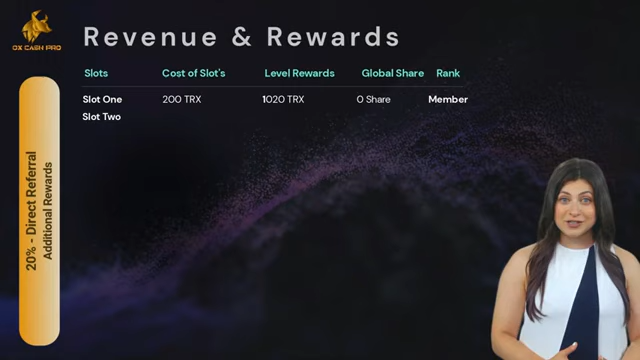 OX CASH PRO
Revenue & Rewards
Slots Cost of Slot's Level Rewards Global Share Rank
Slot One 200 TRX 1020 TRX 0 Share Member
Slot Two
20% - Direct Referral
Additional Rewards